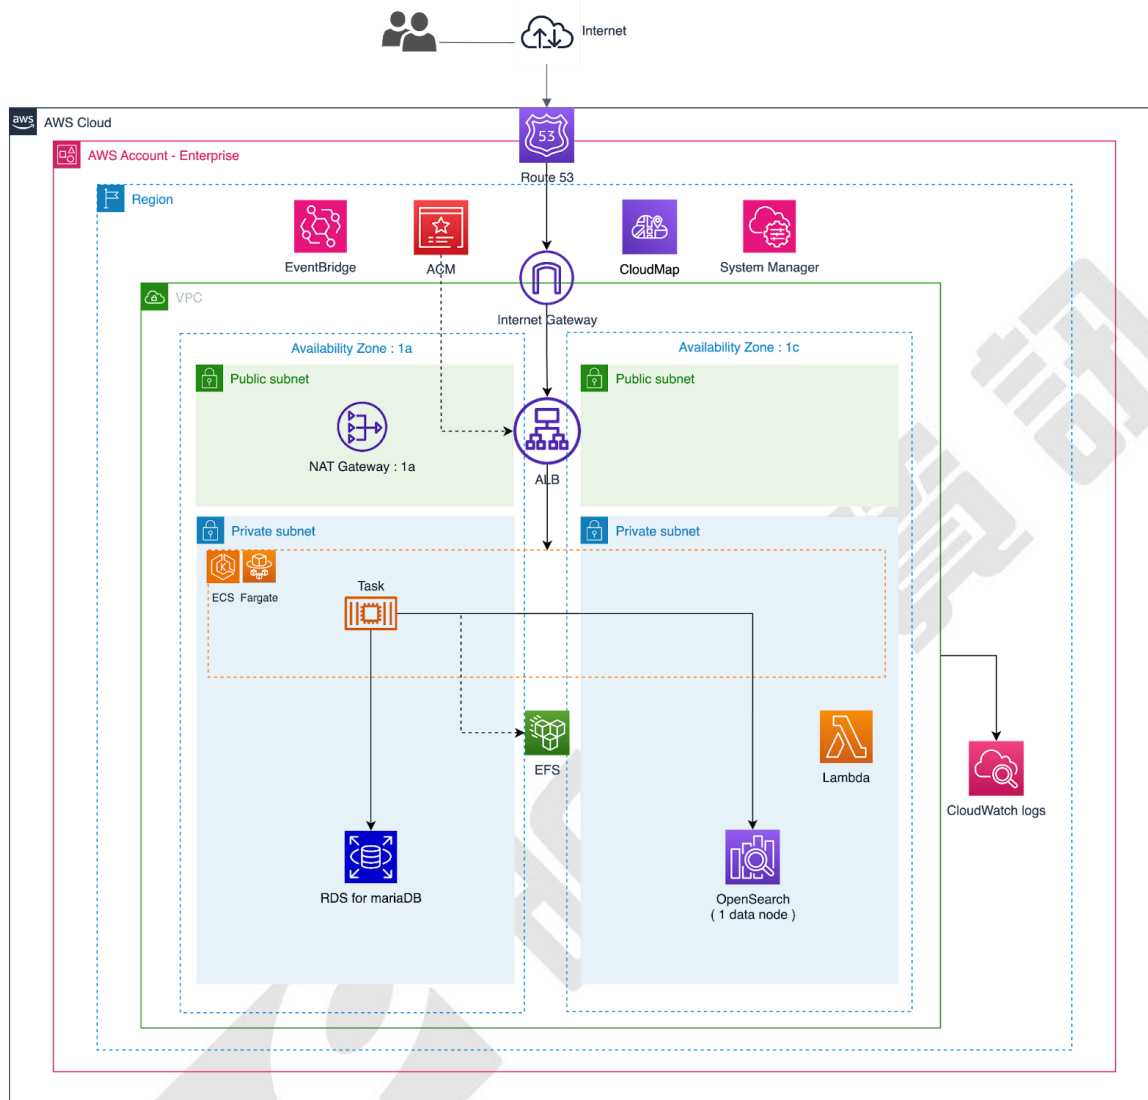 Internet
aws
AWS Cloud
53
AWS Account - Enterprise
Route 53
Region
EventBridge
ACM
CloudMap
System Manager
VPC
Internet Gateway
Availability Zone : 1a
Availability Zone : 1c
Public subnet
Public subnet
NAT Gateway : 1a
ALB
Private subnet
Private subnet
K
ECS Fargate
Task
EFS
Lambda
CloudWatch logs
RDS for mariaDB
OpenSearch
( 1 data node )